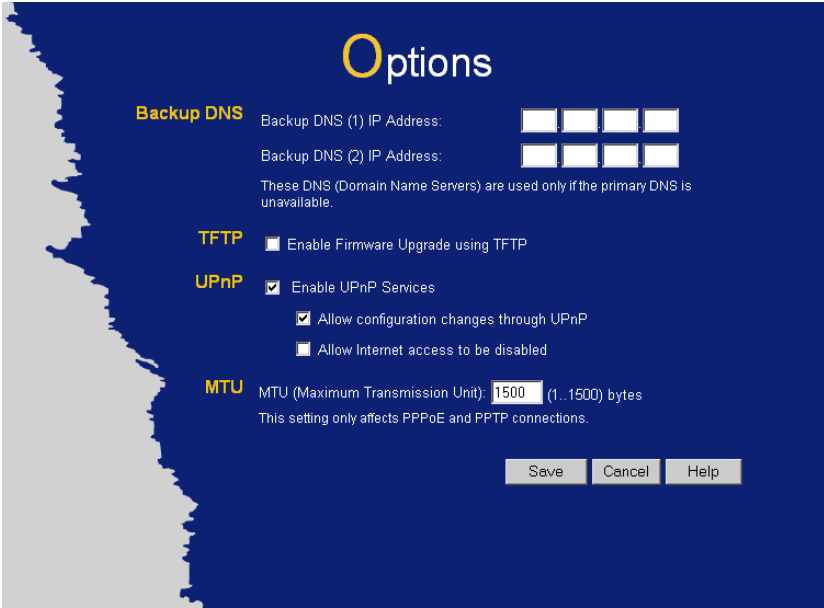 Options
Backup DNS
Backup DNS (1) IP Address:
. . .
Backup DNS (2) IP Address:
. . .
These DNS (Domain Name Servers) are used only if the primary DNS is
unavailable.
TFTP
Enable Firmware Upgrade using TFTP
UPnP
Enable UPnP Services
Allow configuration changes through UPnP
Allow Internet access to be disabled
MTU
MTU (Maximum Transmission Unit): 1500 (1..1500) bytes
This setting only affects PPPoE and PPTP connections.
Save Cancel Help